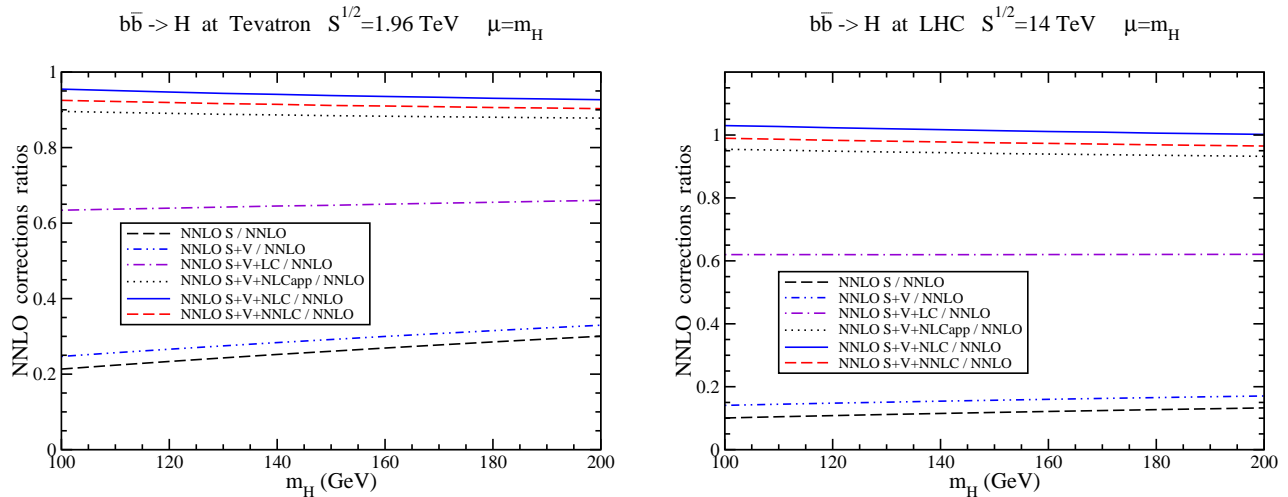 bb̄ -> H at Tevatron S^1/2=1.96 TeV μ=m_H
NNLO corrections ratios
1
0.8
0.6
0.4
0.2
0
NNLO S / NNLO
NNLO S+V / NNLO
NNLO S+V+LC / NNLO
NNLO S+V+NLCapp / NNLO
NNLO S+V+NLC / NNLO
NNLO S+V+NNLC / NNLO
100 120 140 160 180 200
m_H (GeV)
bb̄ -> H at LHC S^1/2=14 TeV μ=m_H
NNLO corrections ratios
1
0.8
0.6
0.4
0.2
0
NNLO S / NNLO
NNLO S+V / NNLO
NNLO S+V+LC / NNLO
NNLO S+V+NLCapp / NNLO
NNLO S+V+NLC / NNLO
NNLO S+V+NNLC / NNLO
100 120 140 160 180 200
m_H (GeV)